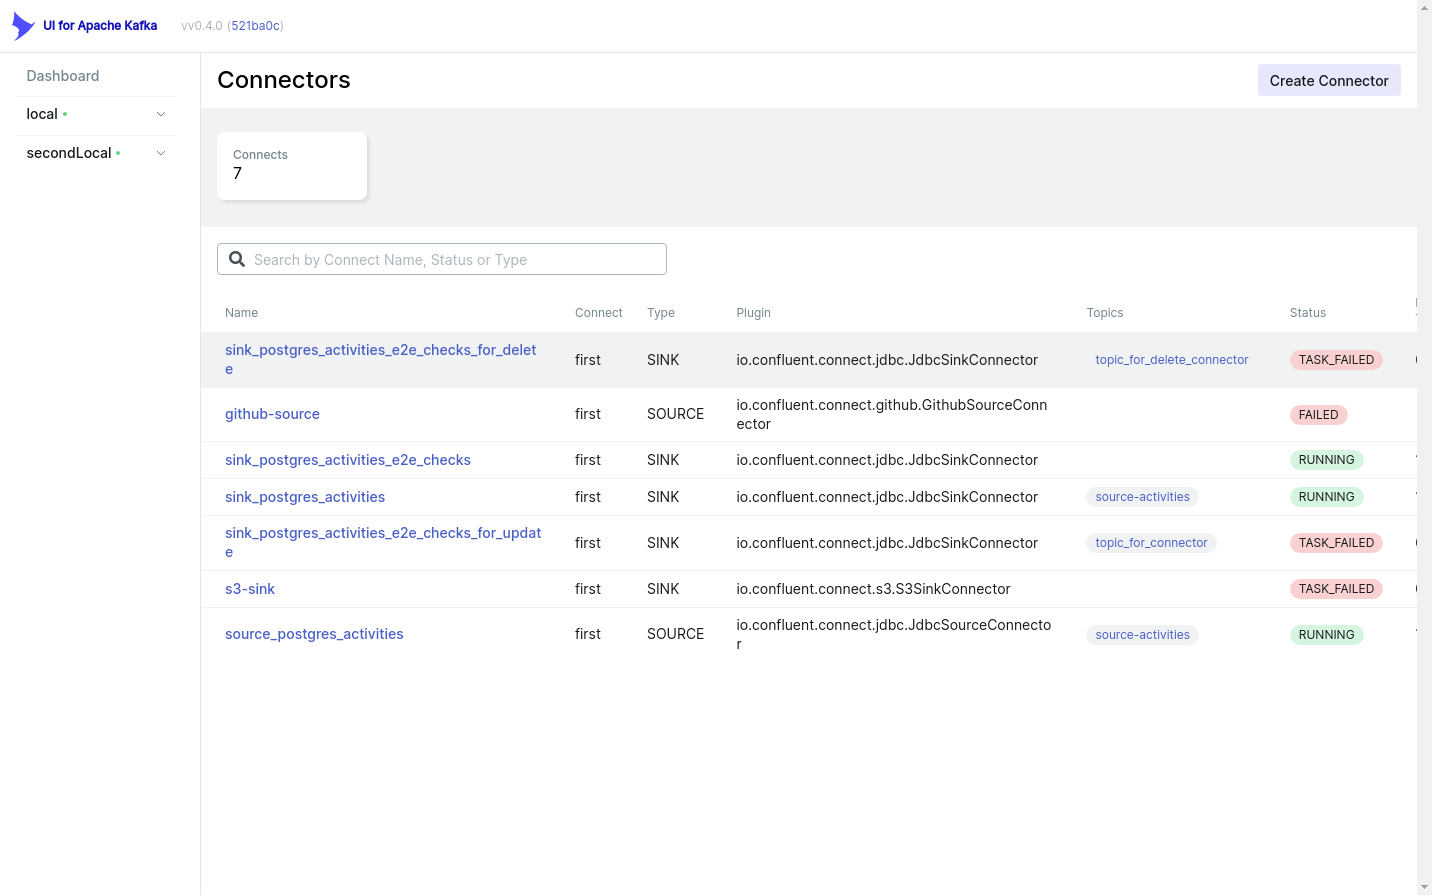 UI for Apache Kafka
vv0.4.0 (521ba0c)
Dashboard
local
secondLocal
Connectors
Create Connector
Connects
7
Search by Connect Name, Status or Type
Name Connect Type Plugin Topics Status
sink_postgres_activities_e2e_checks_for_delet
e
first SINK io.confluent.connect.jdbc.JdbcSinkConnector topic_for_delete_connector TASK_FAILED
github-source first SOURCE io.confluent.connect.github.GithubSourceConn
ector
FAILED
sink_postgres_activities_e2e_checks first SINK io.confluent.connect.jdbc.JdbcSinkConnector RUNNING
sink_postgres_activities first SINK io.confluent.connect.jdbc.JdbcSinkConnector source-activities RUNNING
sink_postgres_activities_e2e_checks_for_updat
e
first SINK io.confluent.connect.jdbc.JdbcSinkConnector topic_for_connector TASK_FAILED
s3-sink first SINK io.confluent.connect.s3.S3SinkConnector TASK_FAILED
source_postgres_activities first SOURCE io.confluent.connect.jdbc.JdbcSourceConnecto
r
source-activities RUNNING